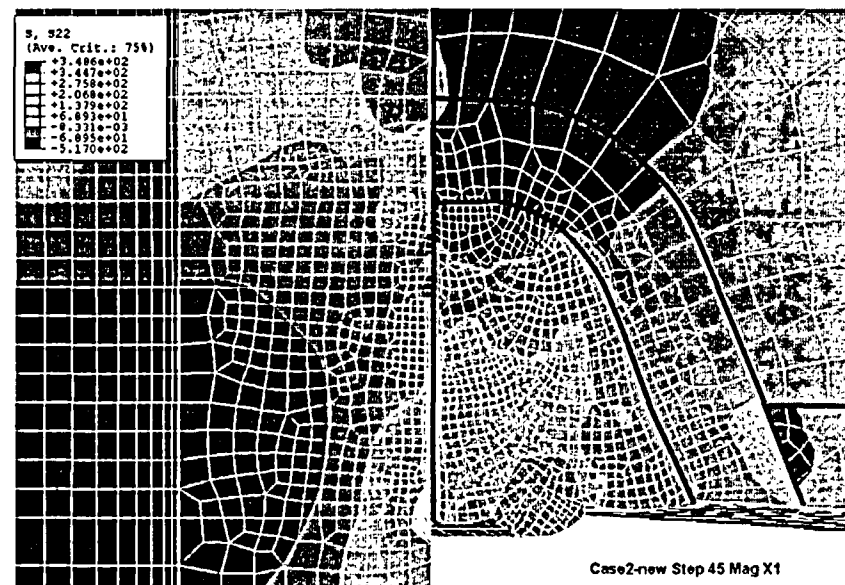 S, S22
(Ave. Crit.: 75%)
+3.486e+02
+3.447e+02
+2.758e+02
+2.068e+02
+1.379e+02
+6.893e+01
-8.331e-03
-6.895e+01
-5.170e+02
Case2-new Step 45 Mag X1